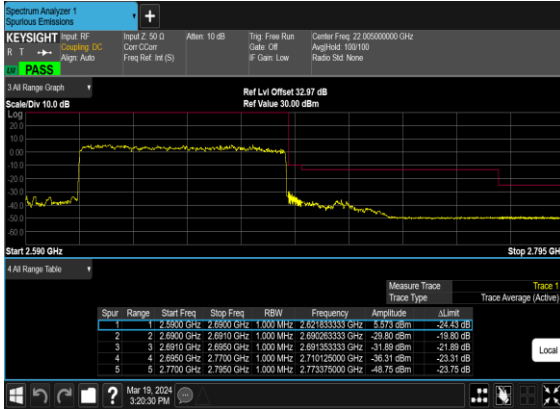 Spectrum Analyzer 1
Spurious Emissions
+
KEYSIGHT Input: RF Input Z: 50 Ω Atten: 10 dB Trig: Free Run Center Freq: 22.005000000 GHz
R T Coupling: DC Corr CCorr Gate: Off Avg|Hold: 100/100
Align: Auto Freq Ref: Int (S) IF Gain: Low Radio Std: None
PASS
3 All Range Graph
Ref Lvl Offset 32.97 dB
Scale/Div 10.0 dB Ref Value 30.00 dBm
Log
20.0
10.0
0.00
-10.0
-20.0
-30.0
-40.0
-50.0
-60.0
Start 2.590 GHz Stop 2.795 GHz
4 All Range Table
Measure Trace Trace 1
Trace Type Trace Average (Active)
Spur Range Start Freq Stop Freq RBW Frequency Amplitude ΔLimit
1 1 2.5900 GHz 2.6900 GHz 1.000 MHz 2.621833333 GHz 5.573 dBm -24.43 dB
2 2 2.6900 GHz 2.6910 GHz 1.000 MHz 2.690263333 GHz -29.80 dBm -19.80 dB
3 3 2.6910 GHz 2.6950 GHz 1.000 MHz 2.691353333 GHz -31.89 dBm -21.89 dB
4 4 2.6950 GHz 2.7700 GHz 1.000 MHz 2.710125000 GHz -36.31 dBm -23.31 dB
5 5 2.7700 GHz 2.7950 GHz 1.000 MHz 2.773375000 GHz -48.75 dBm -23.75 dB
Local
?
Mar 19, 2024
3:20:30 PM